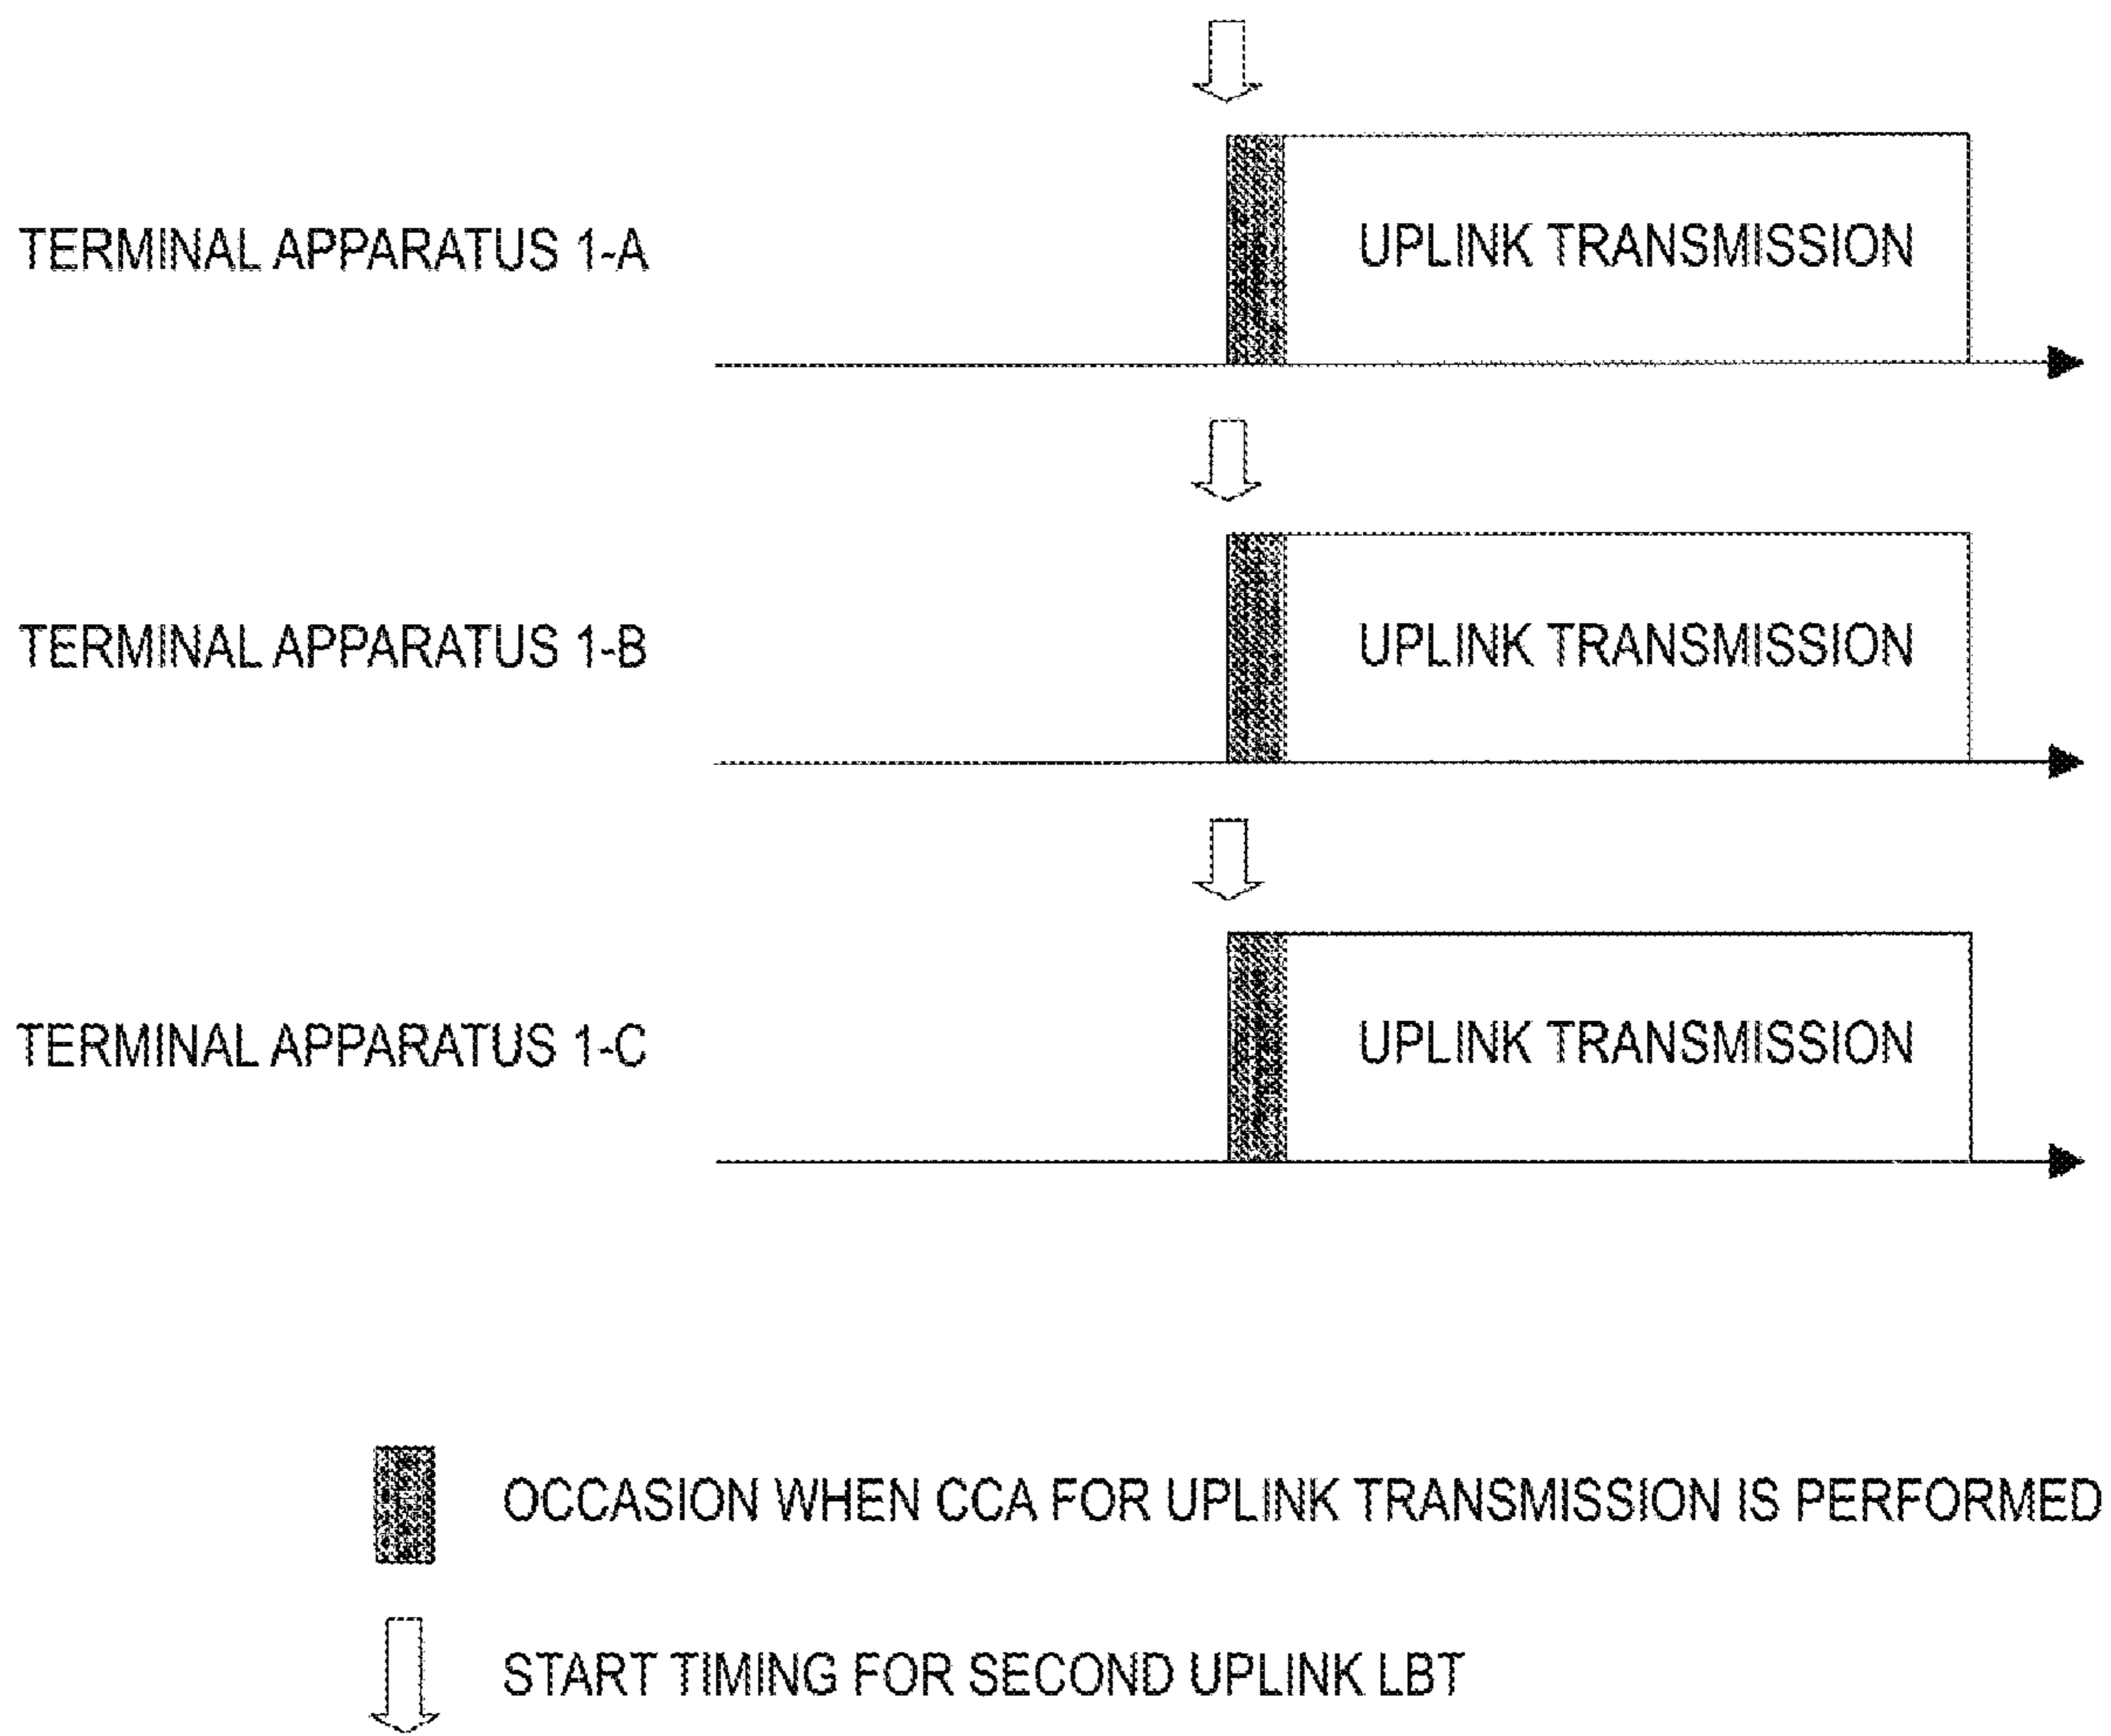 TERMINAL APPARATUS 1-A
UPLINK TRANSMISSION
TERMINAL APPARATUS 1-B
UPLINK TRANSMISSION
TERMINAL APPARATUS 1-C
UPLINK TRANSMISSION
OCCASION WHEN CCA FOR UPLINK TRANSMISSION IS PERFORMED
START TIMING FOR SECOND UPLINK LBT